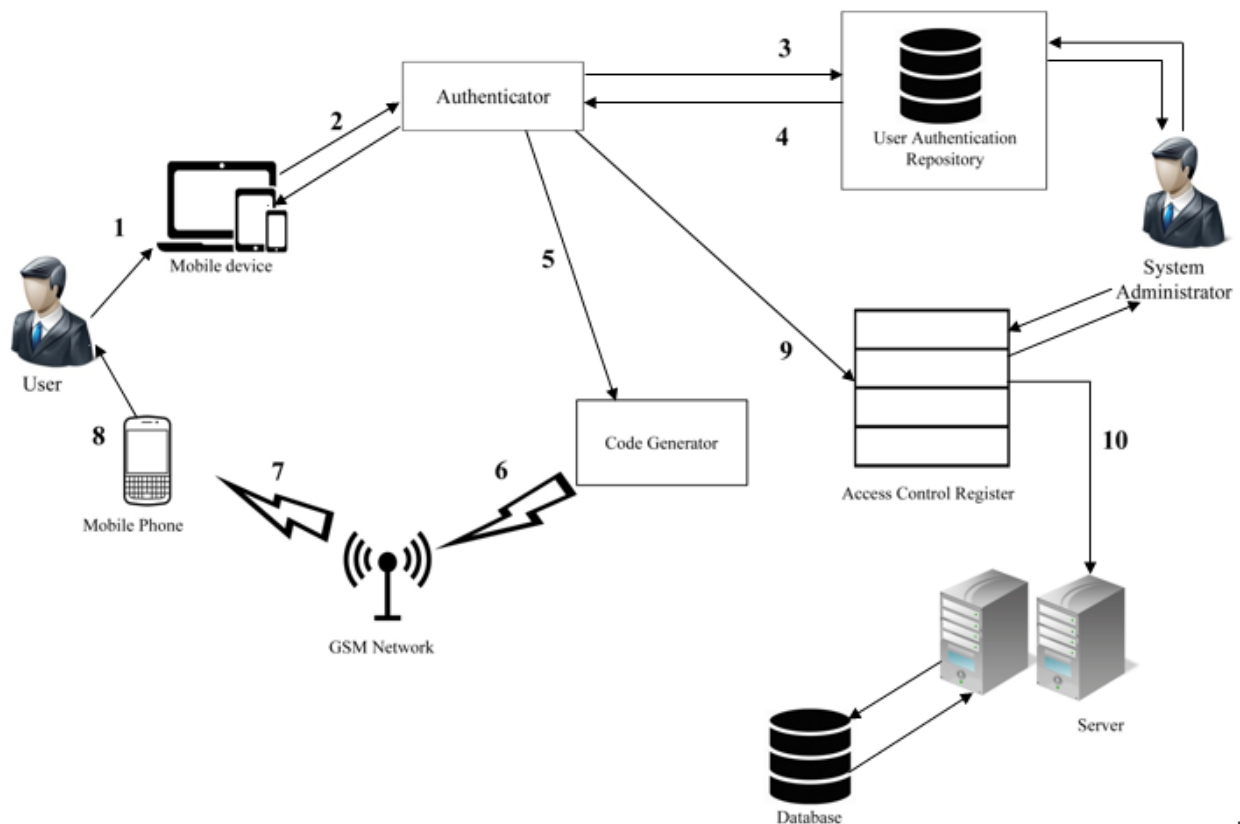 3
Authenticator
2
4
User Authentication
Repository
1
Mobile device
5
System
Administrator
User
9
8
Code Generator
10
7
6
Access Control Register
Mobile Phone
GSM Network
Server
Database